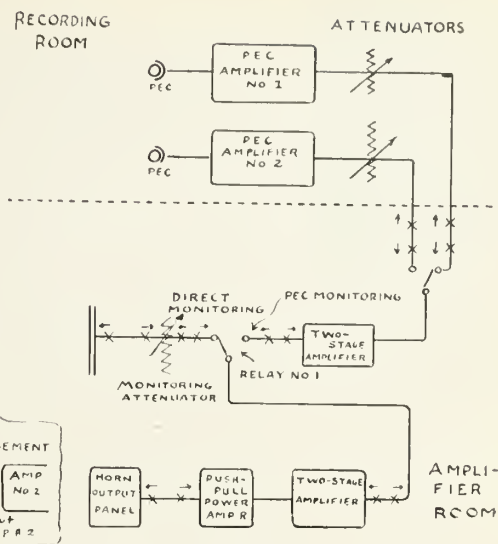 RECORDING
ROOM
ATTENUATORS
PEC
PEC
AMPLIFIER
NO 1
PEC
PEC
AMPLIFIER
NO 2
DIRECT
MONITORING
PEC MONITORING
TWO-
STAGE
AMPLIFIER
RELAY NO 1
MONITORING
ATTENUATOR
EMENT
AMP
NO 2
HORN
OUTPUT
PANEL
PUSH-
PULL
POWER
AMP R
TWO-STAGE
AMPLIFIER
AMPLI-
FIER
ROOM